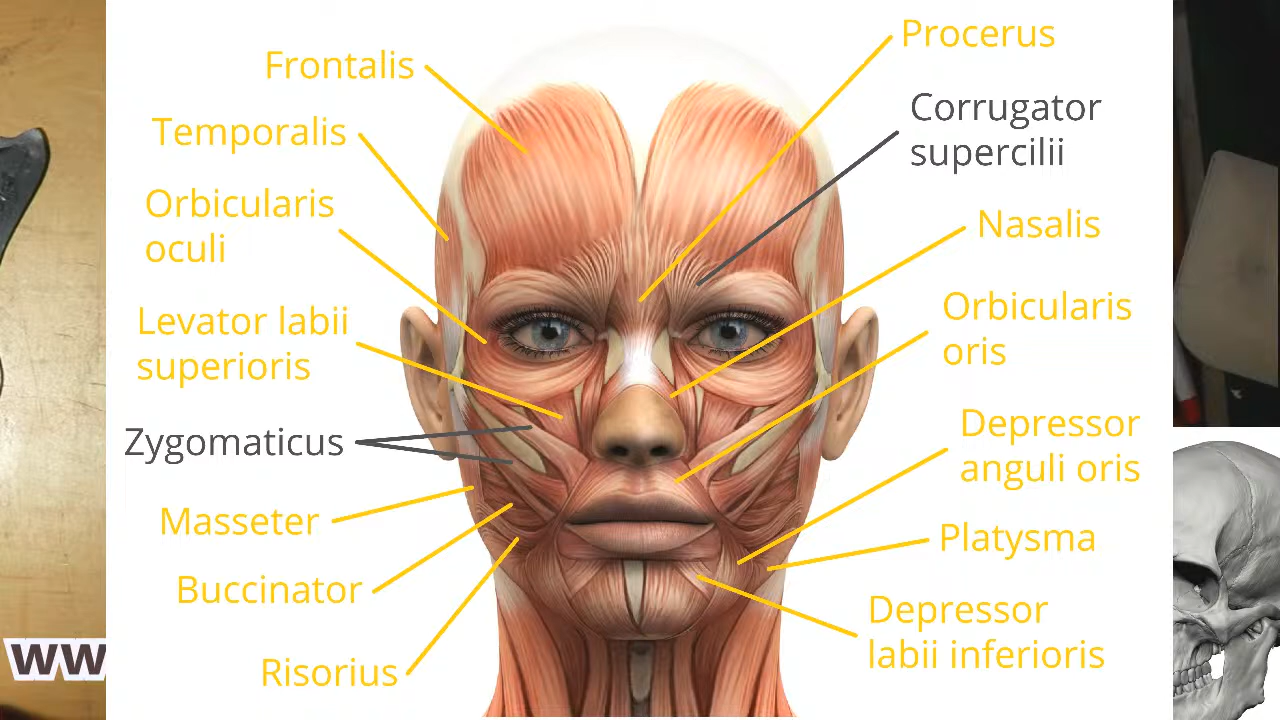 Frontalis
Temporalis
Orbicularis
oculi
Levator labii
superioris
Zygomaticus
Masseter
Buccinator
Risorius
Procerus
Corrugator
supercilii
Nasalis
Orbicularis
oris
Depressor
anguli oris
Platysma
Depressor
labii inferioris
ww